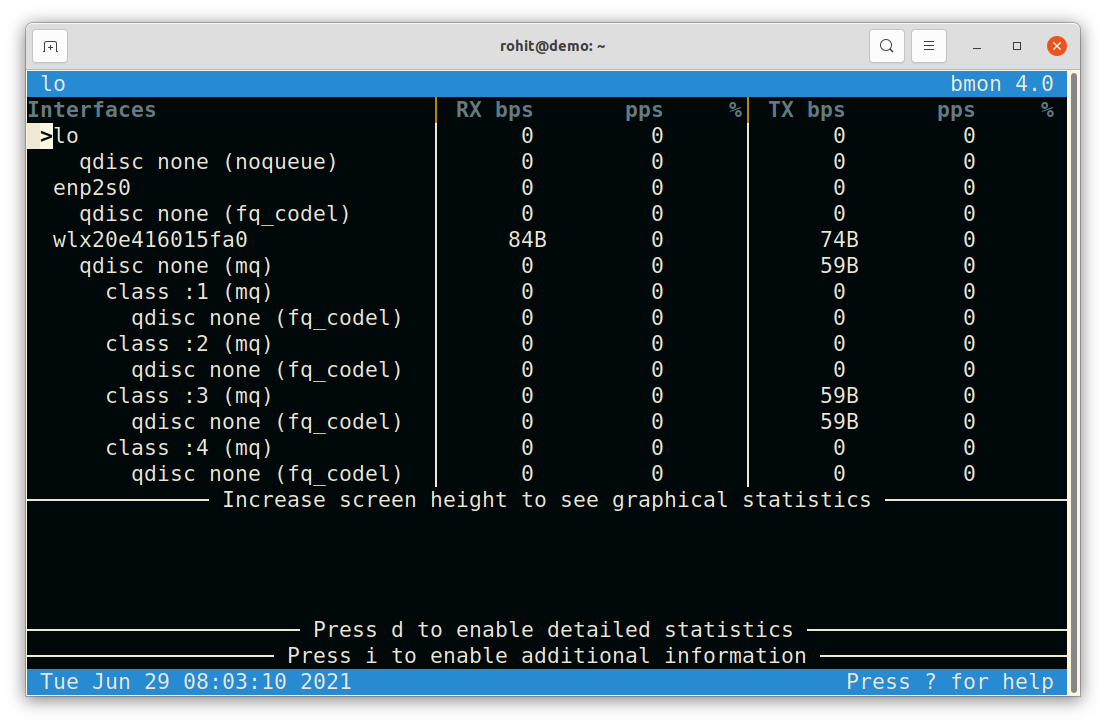 rohit@demo: ~
lo bmon 4.0
Interfaces RX bps pps % TX bps pps %
>lo 0 0 0 0
qdisc none (noqueue) 0 0 0 0
enp2s0 0 0 0 0
qdisc none (fq_codel) 0 0 0 0
wlx20e416015fa0 84B 0 74B 0
qdisc none (mq) 0 0 59B 0
class :1 (mq) 0 0 0 0
qdisc none (fq_codel) 0 0 0 0
class :2 (mq) 0 0 0 0
qdisc none (fq_codel) 0 0 0 0
class :3 (mq) 0 0 59B 0
qdisc none (fq_codel) 0 0 59B 0
class :4 (mq) 0 0 0 0
qdisc none (fq_codel) 0 0 0 0
Increase screen height to see graphical statistics
Press d to enable detailed statistics
Press i to enable additional information
Tue Jun 29 08:03:10 2021 Press ? for help